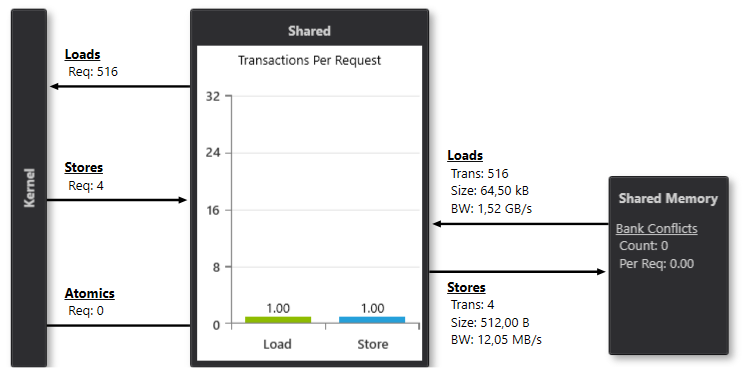 Kernel
Loads
Req: 516
Stores
Req: 4
Atomics
Req: 0
Shared
Transactions Per Request
32
24
16
8
0
1.00
1.00
Load
Store
Loads
Trans: 516
Size: 64,50 kB
BW: 1,52 GB/s
Stores
Trans: 4
Size: 512,00 B
BW: 12,05 MB/s
Shared Memory
Bank Conflicts
Count: 0
Per Req: 0.00